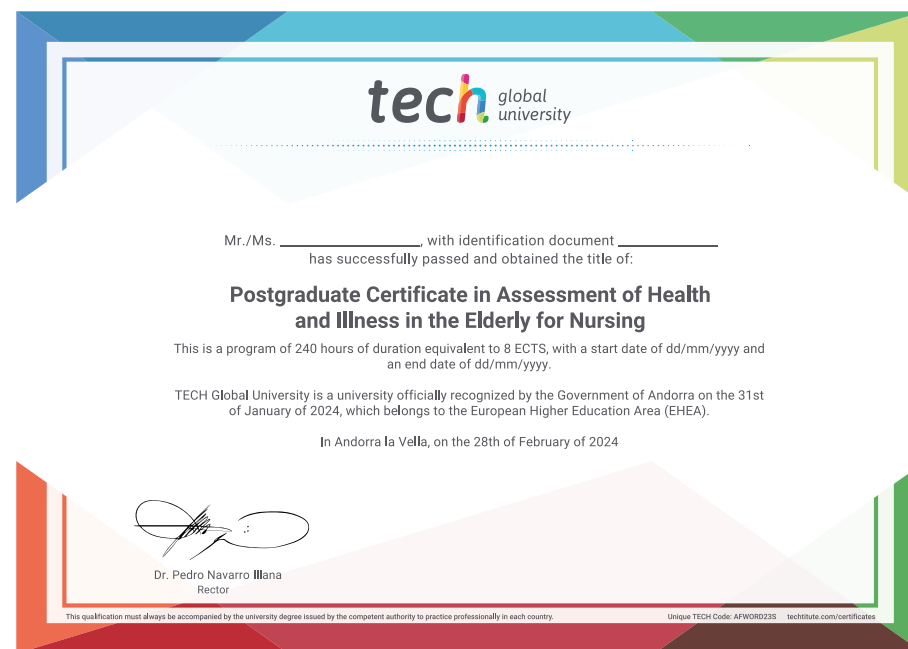 tech global university
Mr./Ms. ____________, with identification document ____________
has successfully passed and obtained the title of:
Postgraduate Certificate in Assessment of Health
and Illness in the Elderly for Nursing
This is a program of 240 hours of duration equivalent to 8 ECTS, with a start date of dd/mm/yyyy and
an end date of dd/mm/yyyy.
TECH Global University is a university officially recognized by the Government of Andorra on the 31st
of January of 2024, which belongs to the European Higher Education Area (EHEA).
In Andorra la Vella, on the 28th of February of 2024
Dr. Pedro Navarro Illana
Rector
This qualification must always be accompanied by the university degree issued by the competent authority to practice professionally in each country.
Unique TECH Code: AFWORD23S techtitute.com/certificates